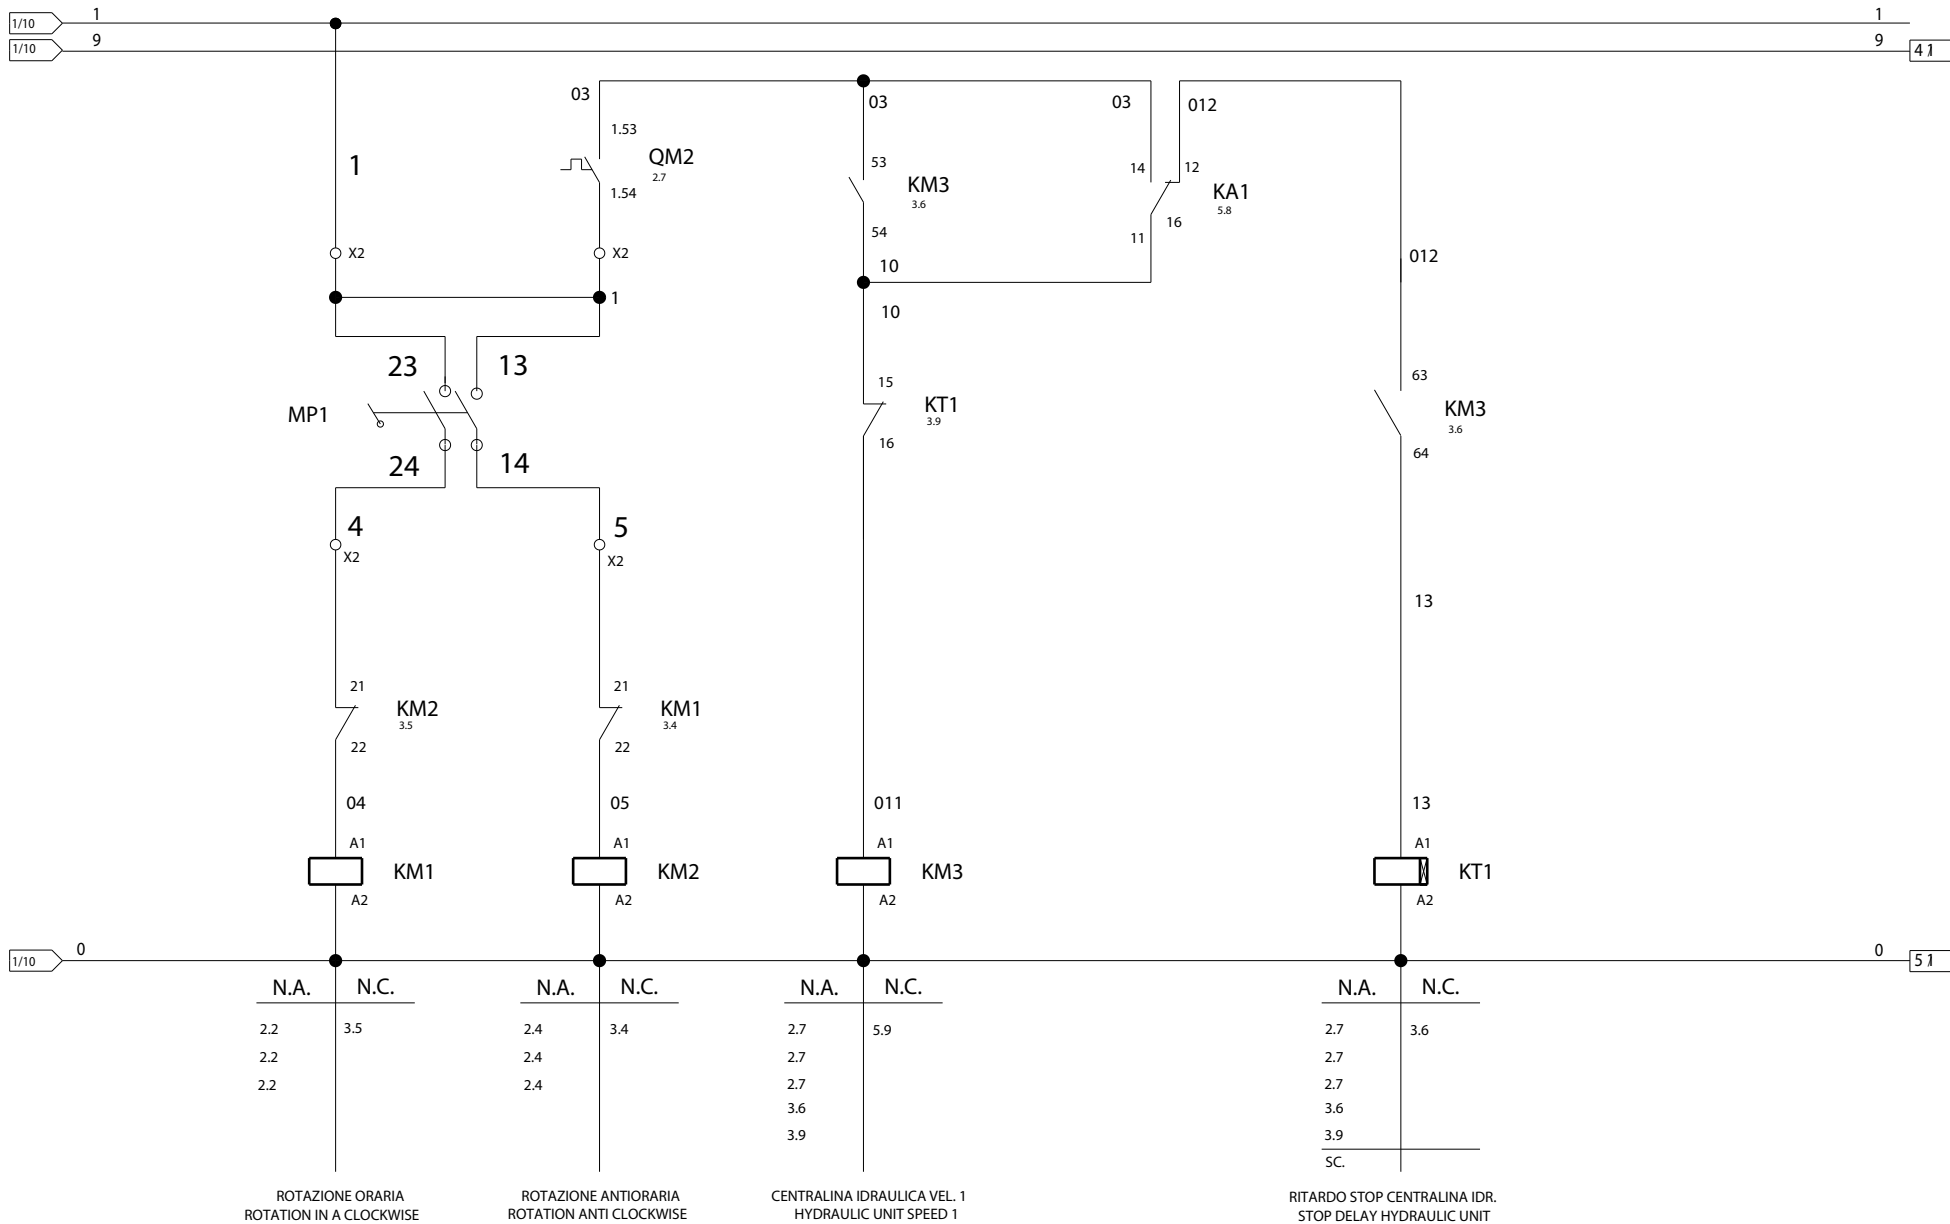 1/10 1 1
1/10 9 9 4 1
03 03 03 012
1.53
1 QM2 53 14 12
2.7 KM3 KA1
1.54 3.6 5.8
54 16
11
X2 X2 012
10
1 10
23 13 63
15
MP1 KT1 KM3
3.9 3.6
16
24 14 64
4 5
X2 X2
13
21 21
KM2 KM1
3.5 3.4
22 22
04 05 011 13
A1 A1 A1 A1
KM1 KM2 KM3 KT1
A2 A2 A2 A2
1/10 0 0 5 1
N.A. N.C. N.A. N.C. N.A. N.C. N.A. N.C.
2.2 3.5 2.4 3.4 2.7 5.9 2.7 3.6
2.2 2.4 2.7 2.7
2.2 2.4 2.7 2.7
3.6 3.6
3.9 3.9
SC.
ROTAZIONE ORARIA ROTAZIONE ANTIORARIA CENTRALINA IDRAULICA VEL. 1 RITARDO STOP CENTRALINA IDR.
ROTATION IN A CLOCKWISE ROTATION ANTI CLOCKWISE HYDRAULIC UNIT SPEED 1 STOP DELAY HYDRAULIC UNIT